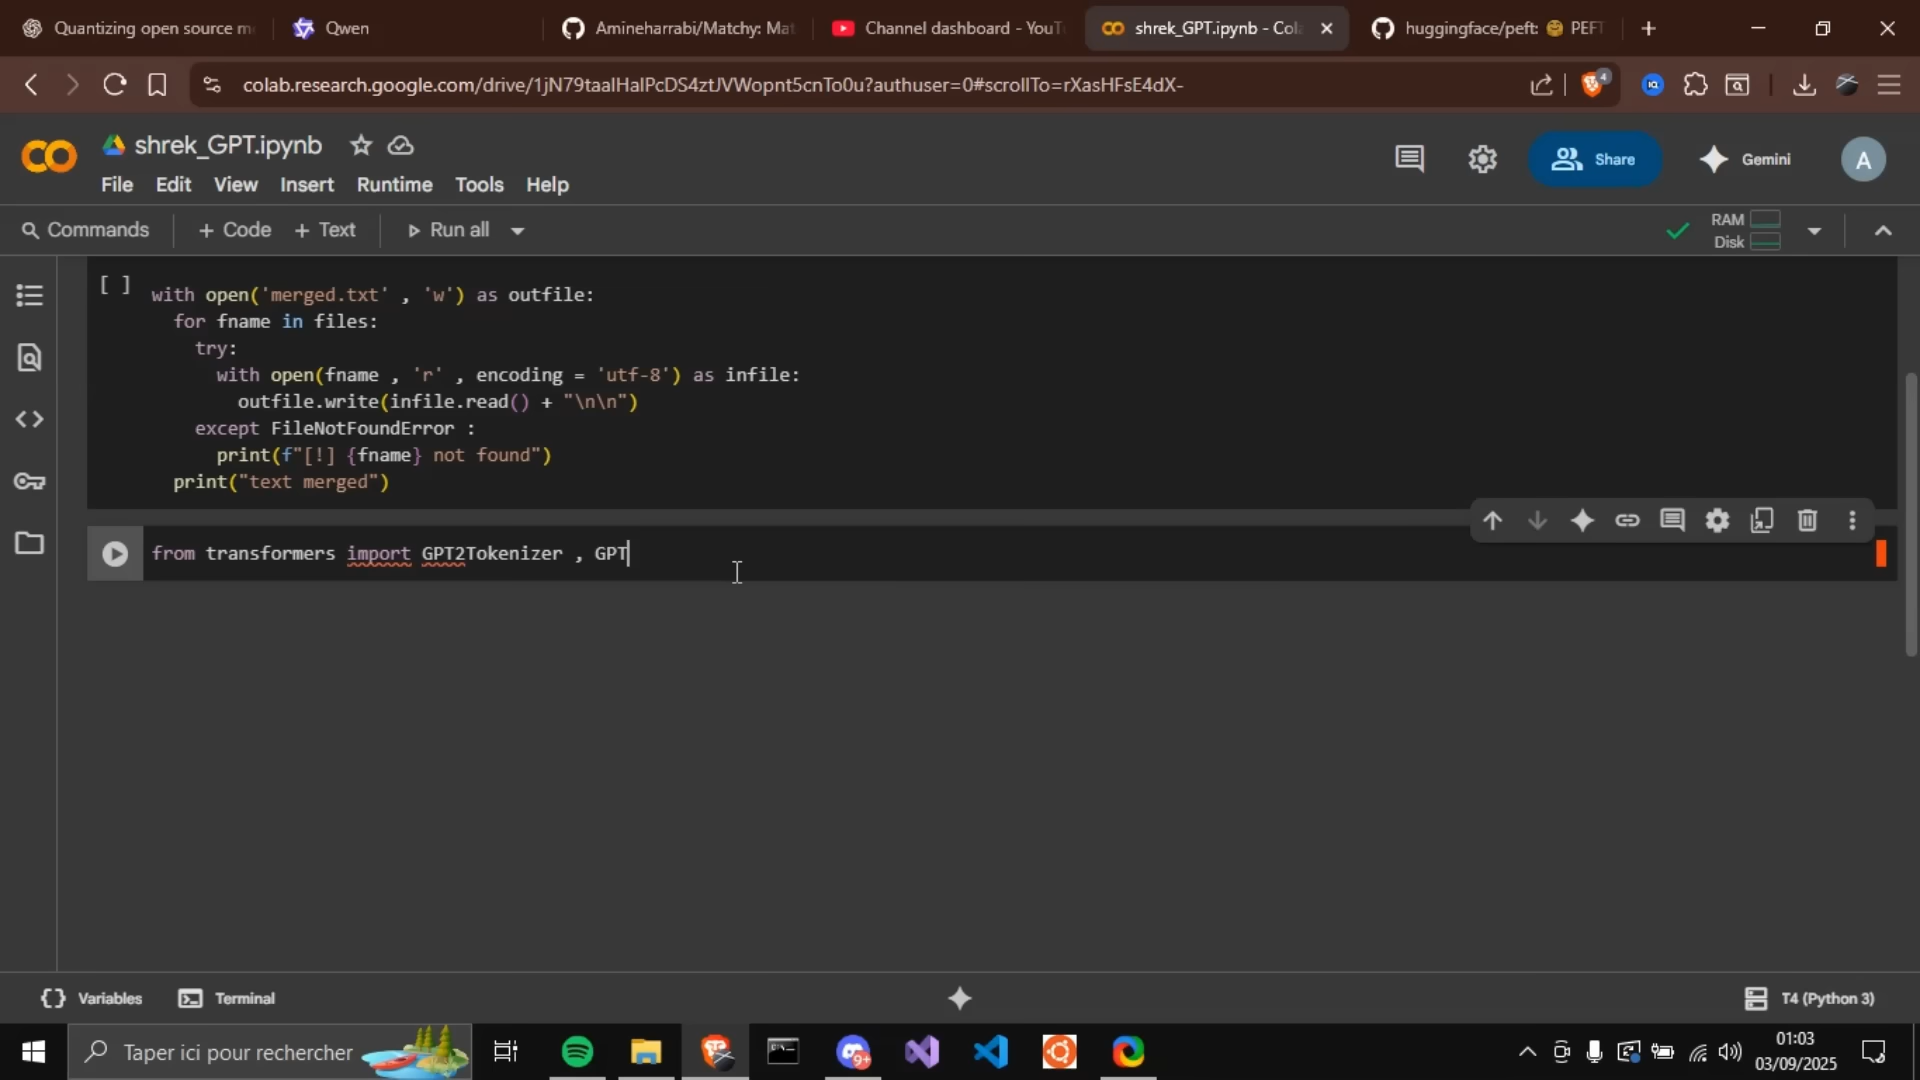 Quantizing open source m
Qwen
Amineharrabi/Matchy: Mat
Channel dashboard - YouT
shrek_GPT.ipynb - Col
huggingface/peft: 🤗 PEFT
colab.research.google.com/drive/1jN79taalHalPcDS4ztJVWopnt5cnTo0u?authuser=0#scrollTo=rXasHFsE4dX-
4
shrek_GPT.ipynb
File Edit View Insert Runtime Tools Help
Share
Gemini
A
Commands + Code + Text Run all
RAM
Disk
[ ]
with open('merged.txt' , 'w') as outfile:
for fname in files:
try:
with open(fname , 'r' , encoding = 'utf-8') as infile:
outfile.write(infile.read() + "\n\n")
except FileNotFoundError :
print(f"[!] {fname} not found")
print("text merged")
from transformers import GPT2Tokenizer , GPT
Variables
Terminal
T4 (Python 3)
Taper ici pour rechercher
9+
01:03
03/09/2025